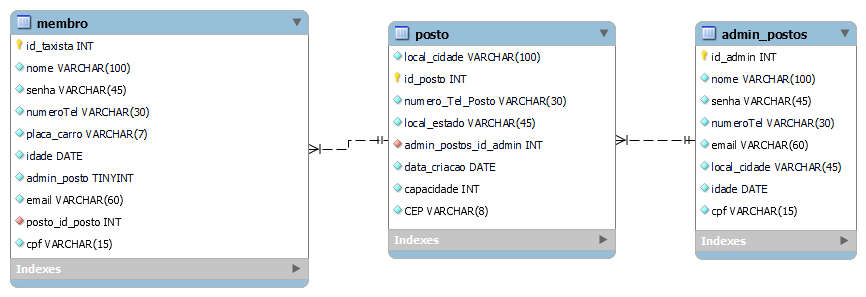 membro
id_taxista INT
nome VARCHAR(100)
senha VARCHAR(45)
numeroTel VARCHAR(30)
placa_carro VARCHAR(7)
idade DATE
admin_posto TINYINT
email VARCHAR(60)
posto_id_posto INT
cpf VARCHAR(15)
Indexes
posto
local_cidade VARCHAR(100)
id_posto INT
numero_Tel_Posto VARCHAR(30)
local_estado VARCHAR(45)
admin_postos_id_admin INT
data_criacao DATE
capacidade INT
CEP VARCHAR(8)
Indexes
admin_postos
id_admin INT
nome VARCHAR(100)
senha VARCHAR(45)
numeroTel VARCHAR(30)
email VARCHAR(60)
local_cidade VARCHAR(45)
idade DATE
cpf VARCHAR(15)
Indexes